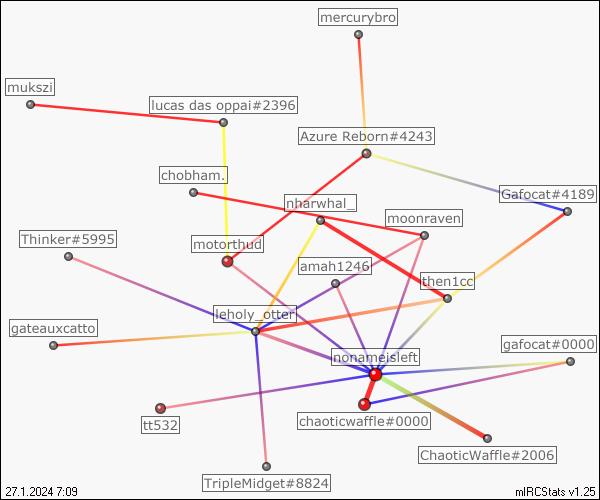 mercurybro
mukszi
lucas das oppai#2396
Azure Reborn#4243
chobham.
Gafocat#4189
nharwhal_
moonraven
Thinker#5995
motorthud
amah1246
then1cc
leholy_otter
gateauxcatto
nonameisleft
gafocat#0000
chaoticwaffle#0000
tt532
ChaoticWaffle#2006
TripleMidget#8824
27.1.2024 7:09
mIRCStats v1.25